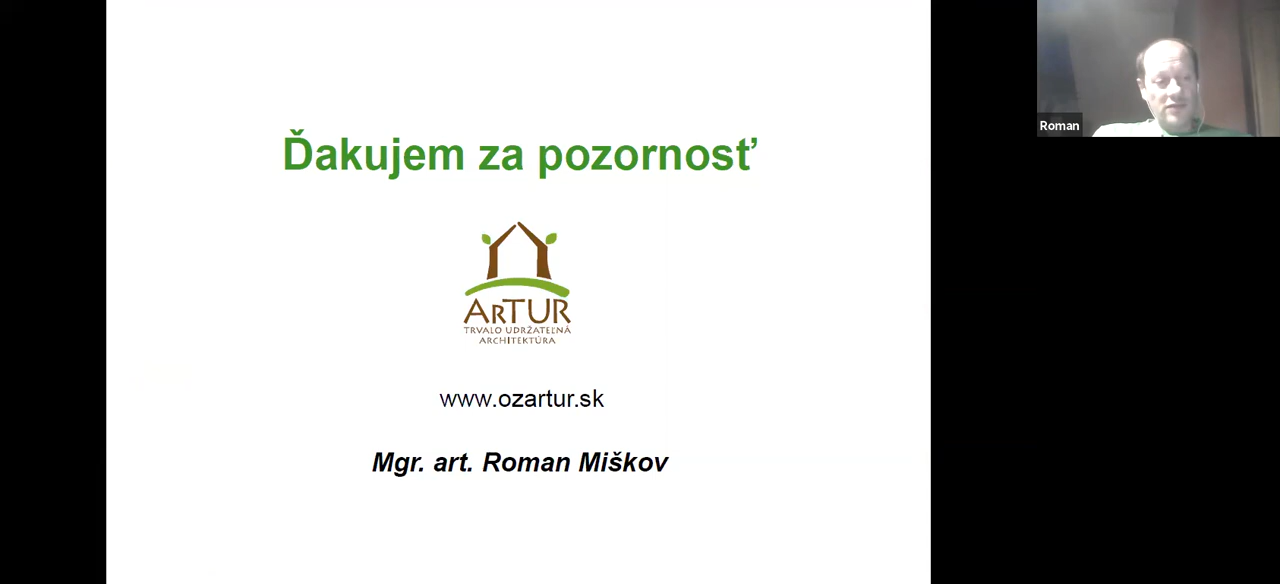 Ďakujem za pozornosť
ARTUR
TRVALO UDRŽATEĽNÁ
ARCHITEKTÚRA
www.ozartur.sk
Mgr. art. Roman Miškov
Roman